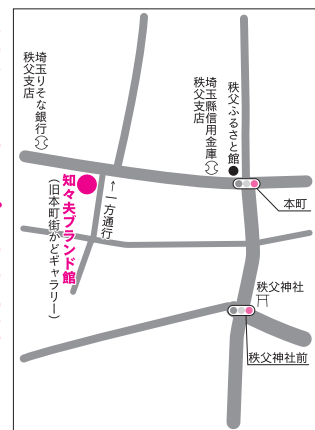 埼玉りそな銀行
秩父支店
埼玉縣信用金庫
秩父支店
秩父ふるさと館
本町
知々夫ブランド館
(旧本町街かどギャラリー)
↑一方通行
秩父神社
秩父神社前